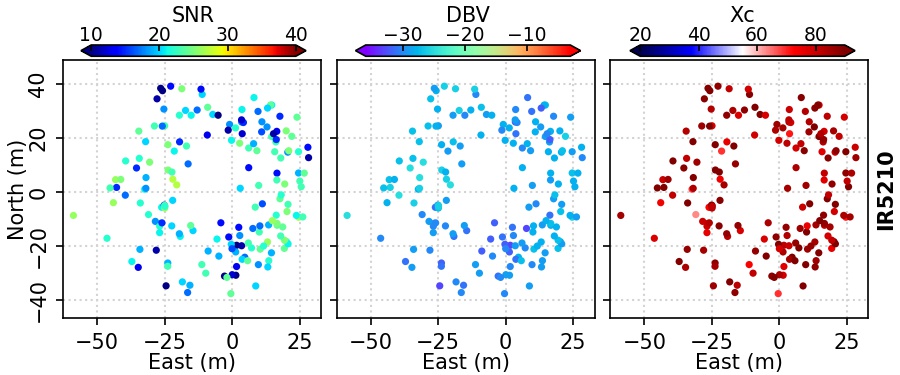 SNR
10 20 30 40
DBV
−30 −20 −10
Xc
20 40 60 80
North (m)
40
20
0
−20
−40
−50 −25 0 25
East (m)
−50 −25 0 25
East (m)
−50 −25 0 25
East (m)
IR5210